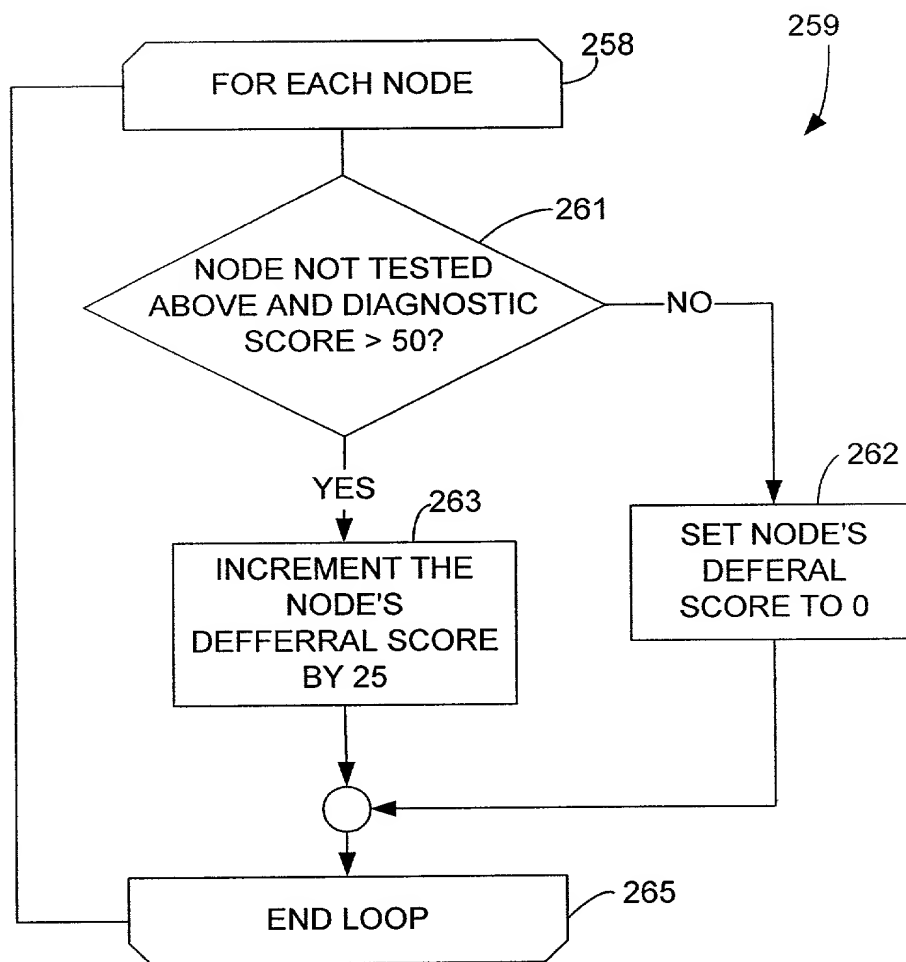 259
258
FOR EACH NODE
261
NODE NOT TESTED
ABOVE AND DIAGNOSTIC
SCORE > 50?
NO
YES
262
263
SET NODE'S
DEFERAL
SCORE TO 0
INCREMENT THE
NODE'S
DEFFERRAL SCORE
BY 25
265
END LOOP